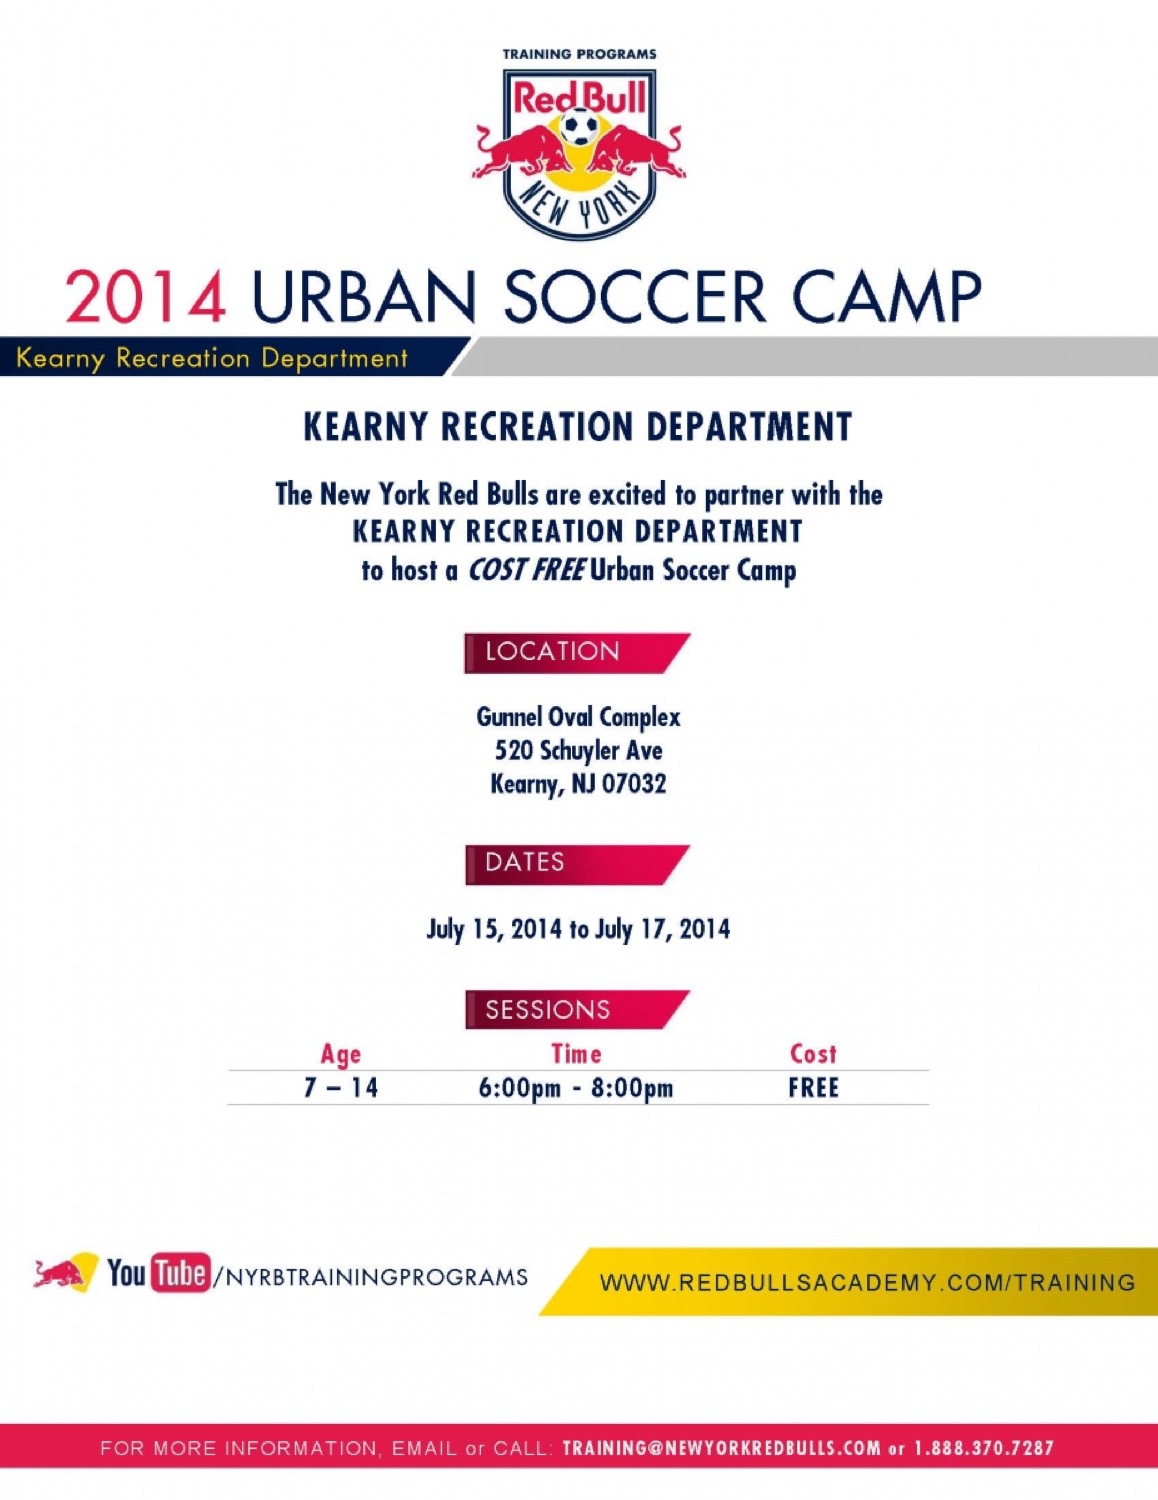 TRAINING PROGRAMS
Red Bull
NEW YORK
2014 URBAN SOCCER CAMP
Kearny Recreation Department
KEARNY RECREATION DEPARTMENT
The New York Red Bulls are excited to partner with the
KEARNY RECREATION DEPARTMENT
to host a COST FREE Urban Soccer Camp
LOCATION
Gunnel Oval Complex
520 Schuyler Ave
Kearny, NJ 07032
DATES
July 15, 2014 to July 17, 2014
SESSIONS
Age Time Cost
7 – 14 6:00pm - 8:00pm FREE
YouTube/NYRBTRAININGPROGRAMS
WWW.REDBULLSACADEMY.COM/TRAINING
FOR MORE INFORMATION, EMAIL or CALL: TRAINING@NEWYORKREDBULLS.COM or 1.888.370.7287